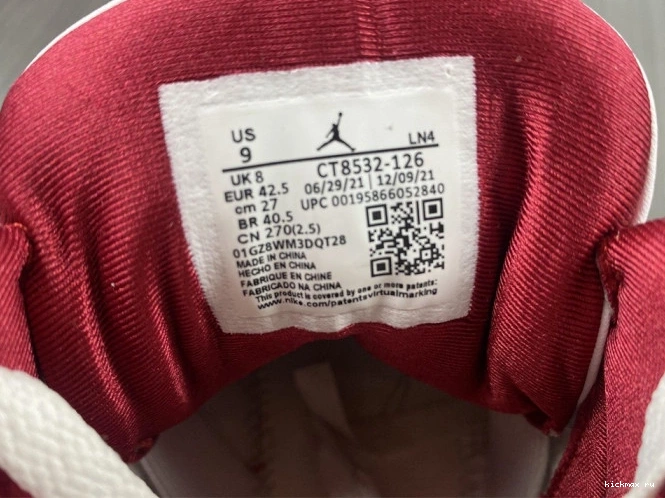 US
9
LN4
UK 8
CT8532-126
EUR 42.5
06/29/21 | 12/09/21
cm 27
UPC 00195866052840
BR 40.5
CN 270(2.5)
01GZ8WM3DQT28
MADE IN CHINA
HECHO EN CHINA
FABRIQUE EN CHINE
FABRICADO NA CHINA
This product is covered by one or more patents:
www.nike.com/patentsvirtualmarking
kickmax.ru